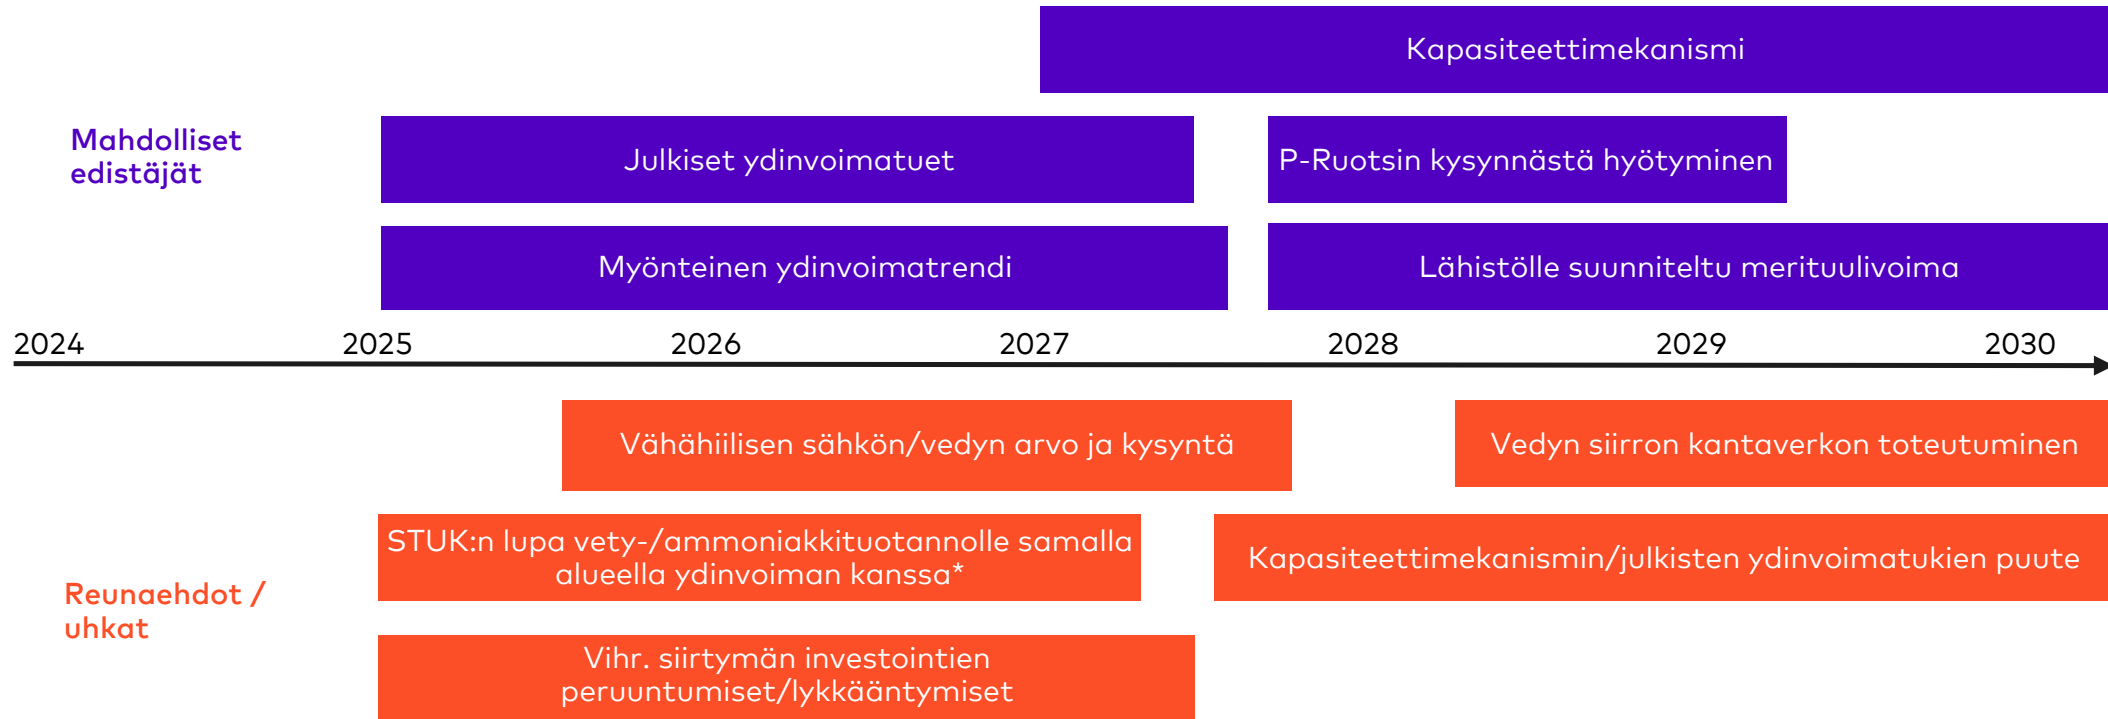 Kapasiteettimekanismi
Mahdolliset
edistäjät
Julkiset ydinvoimatuet
P-Ruotsin kysynnästä hyötyminen
Myönteinen ydinvoimatrendi
Lähistölle suunniteltu merituulivoima
2024 2025 2026 2027 2028 2029 2030
Vähähiilisen sähkön/vedyn arvo ja kysyntä
Vedyn siirron kantaverkon toteutuminen
Reunaehdot /
uhkat
STUK:n lupa vety-/ammoniakkituotannolle samalla
alueella ydinvoiman kanssa*
Kapasiteettimekanismin/julkisten ydinvoimatukien puute
Vihr. siirtymän investointien
peruuntumiset/lykkääntymiset